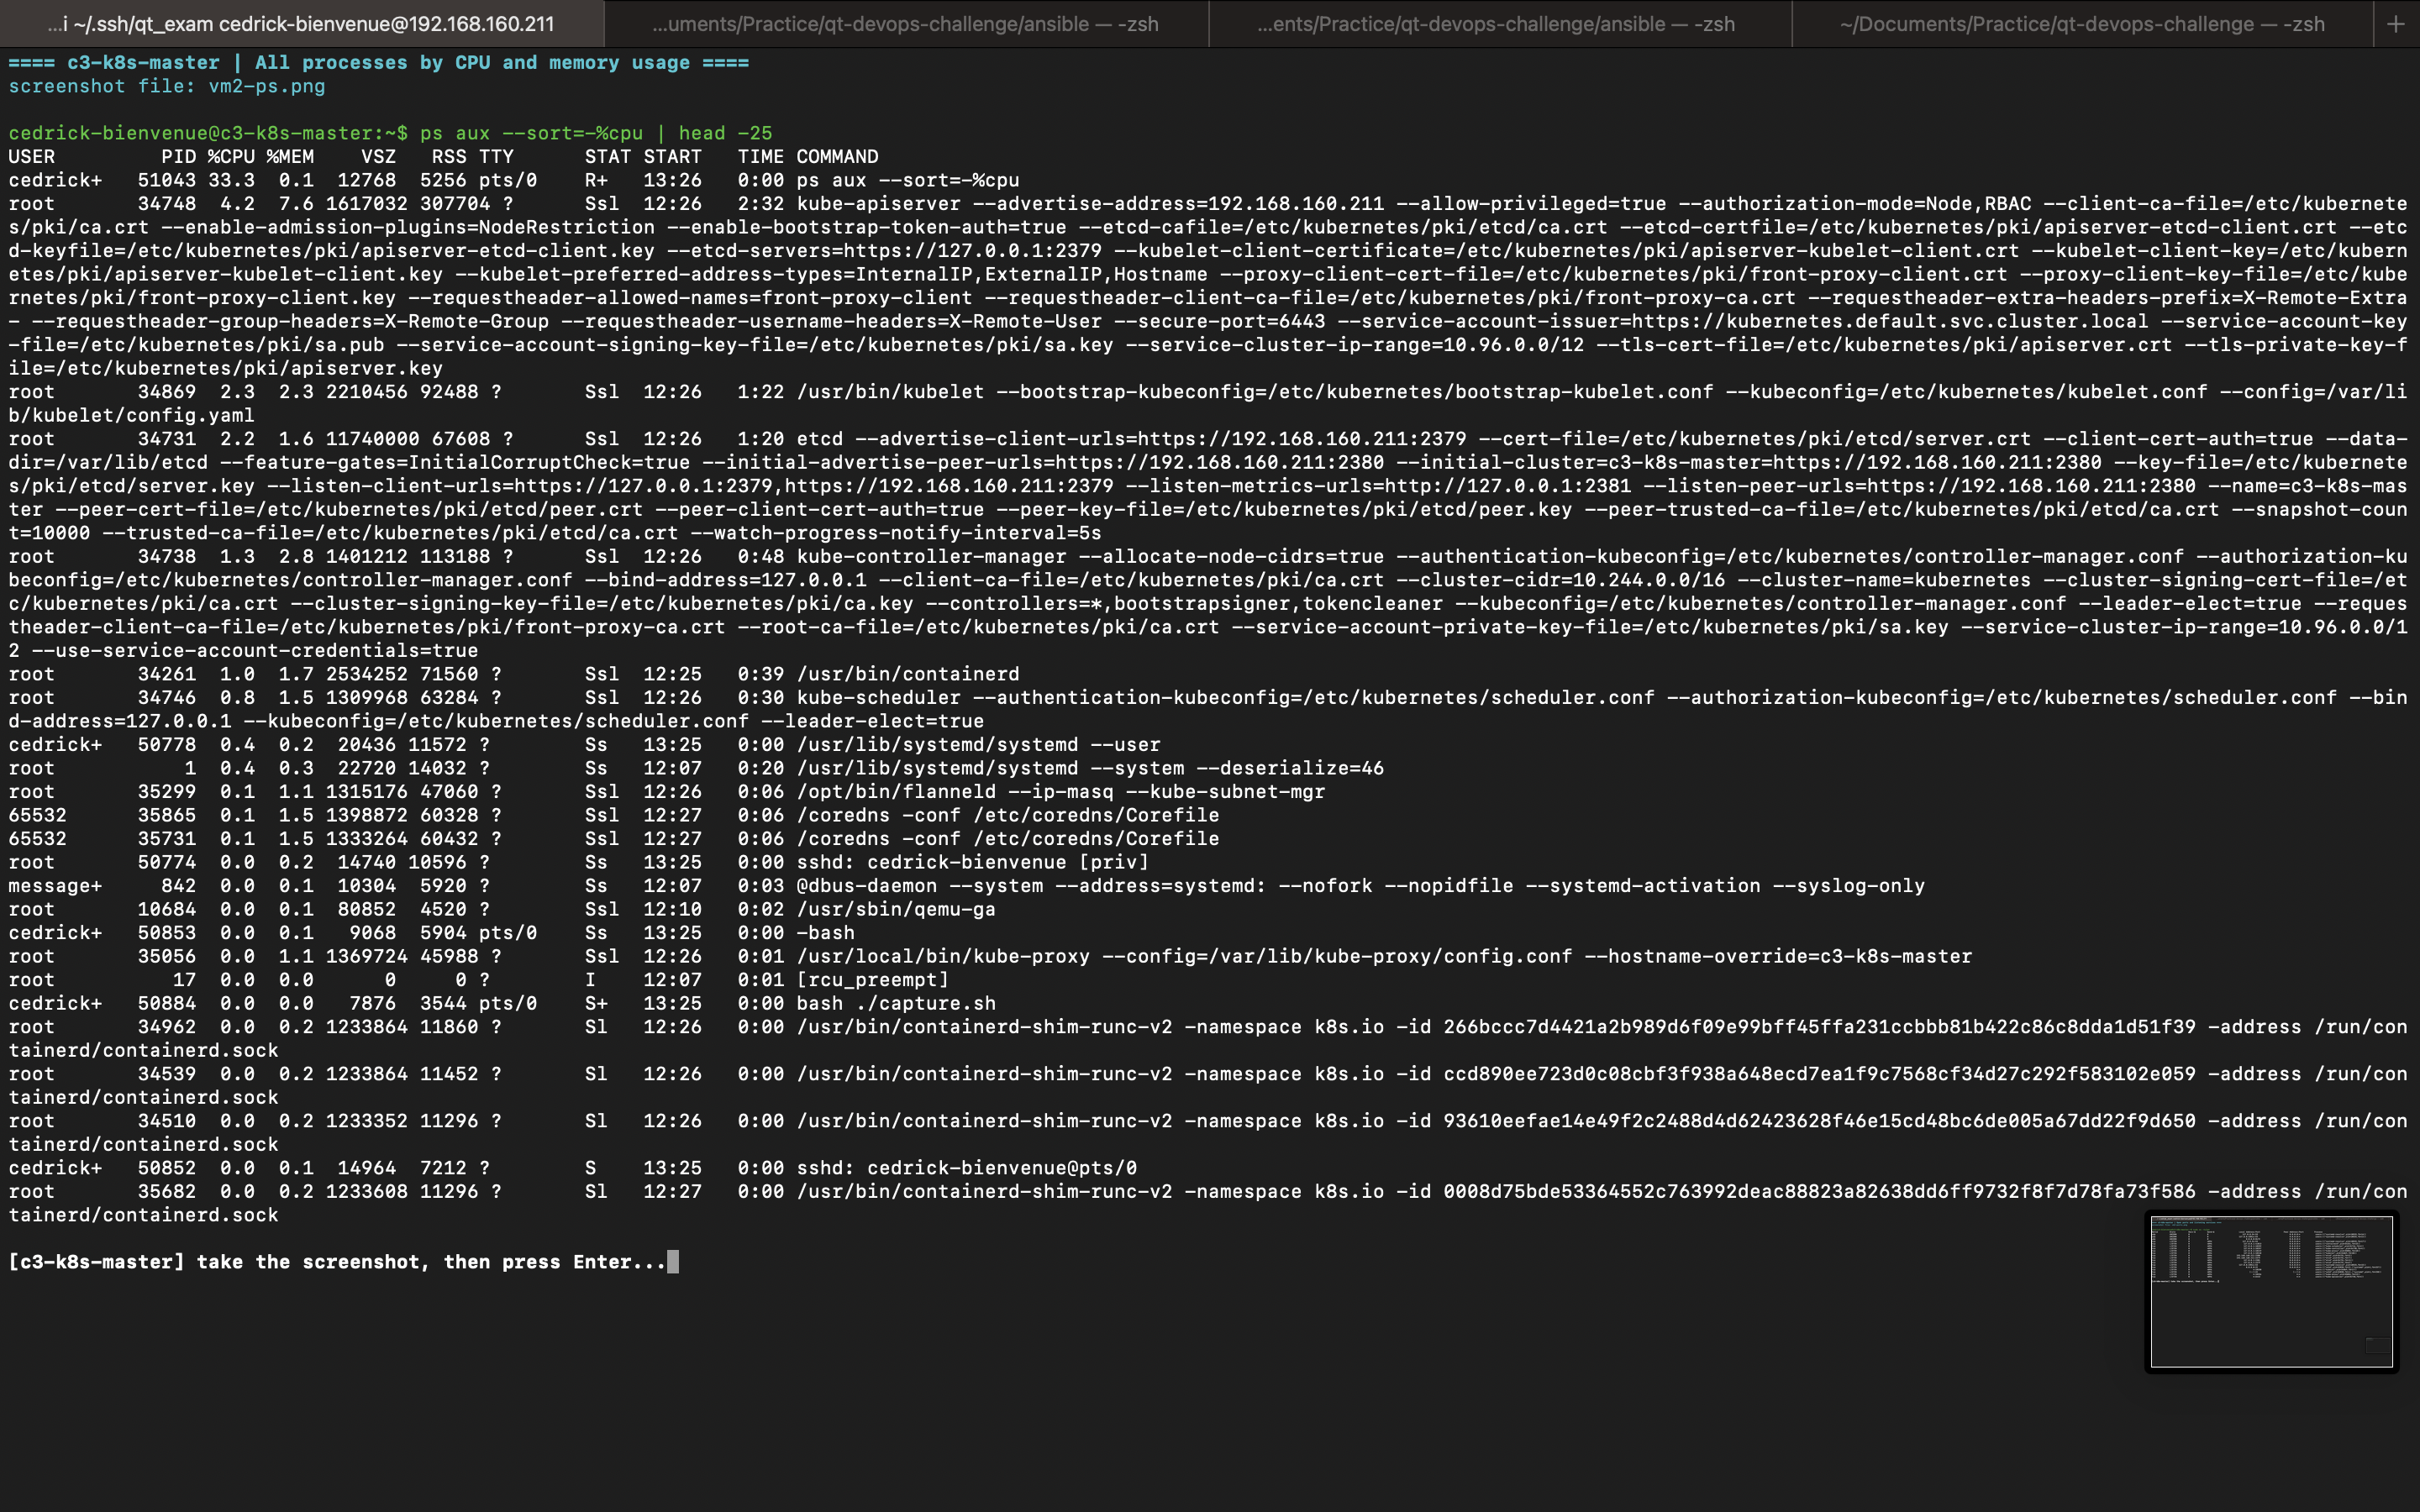 ...i ~/.ssh/qt_exam cedrick-bienvenue@192.168.160.211
...uments/Practice/qt-devops-challenge/ansible — -zsh
...ents/Practice/qt-devops-challenge/ansible — -zsh
~/Documents/Practice/qt-devops-challenge — -zsh
==== c3-k8s-master | All processes by CPU and memory usage ====
screenshot file: vm2-ps.png
cedrick-bienvenue@c3-k8s-master:~$ ps aux --sort=-%cpu | head -25
USER         PID %CPU %MEM    VSZ   RSS TTY      STAT START   TIME COMMAND
cedrick+   51043 33.3  0.1  12768  5256 pts/0    R+   13:26   0:00 ps aux --sort=-%cpu
root       34748  4.2  7.6 1617032 307704 ?      Ssl  12:26   2:32 kube-apiserver --advertise-address=192.168.160.211 --allow-privileged=true --authorization-mode=Node,RBAC --client-ca-file=/etc/kubernete
s/pki/ca.crt --enable-admission-plugins=NodeRestriction --enable-bootstrap-token-auth=true --etcd-cafile=/etc/kubernetes/pki/etcd/ca.crt --etcd-certfile=/etc/kubernetes/pki/apiserver-etcd-client.crt --etc
d-keyfile=/etc/kubernetes/pki/apiserver-etcd-client.key --etcd-servers=https://127.0.0.1:2379 --kubelet-client-certificate=/etc/kubernetes/pki/apiserver-kubelet-client.crt --kubelet-client-key=/etc/kubern
etes/pki/apiserver-kubelet-client.key --kubelet-preferred-address-types=InternalIP,ExternalIP,Hostname --proxy-client-cert-file=/etc/kubernetes/pki/front-proxy-client.crt --proxy-client-key-file=/etc/kube
rnetes/pki/front-proxy-client.key --requestheader-allowed-names=front-proxy-client --requestheader-client-ca-file=/etc/kubernetes/pki/front-proxy-ca.crt --requestheader-extra-headers-prefix=X-Remote-Extra
- --requestheader-group-headers=X-Remote-Group --requestheader-username-headers=X-Remote-User --secure-port=6443 --service-account-issuer=https://kubernetes.default.svc.cluster.local --service-account-key
-file=/etc/kubernetes/pki/sa.pub --service-account-signing-key-file=/etc/kubernetes/pki/sa.key --service-cluster-ip-range=10.96.0.0/12 --tls-cert-file=/etc/kubernetes/pki/apiserver.crt --tls-private-key-f
ile=/etc/kubernetes/pki/apiserver.key
root       34869  2.3  2.3 2210456 92488 ?       Ssl  12:26   1:22 /usr/bin/kubelet --bootstrap-kubeconfig=/etc/kubernetes/bootstrap-kubelet.conf --kubeconfig=/etc/kubernetes/kubelet.conf --config=/var/li
b/kubelet/config.yaml
root       34731  2.2  1.6 11740000 67608 ?      Ssl  12:26   1:20 etcd --advertise-client-urls=https://192.168.160.211:2379 --cert-file=/etc/kubernetes/pki/etcd/server.crt --client-cert-auth=true --data-
dir=/var/lib/etcd --feature-gates=InitialCorruptCheck=true --initial-advertise-peer-urls=https://192.168.160.211:2380 --initial-cluster=c3-k8s-master=https://192.168.160.211:2380 --key-file=/etc/kubernete
s/pki/etcd/server.key --listen-client-urls=https://127.0.0.1:2379,https://192.168.160.211:2379 --listen-metrics-urls=http://127.0.0.1:2381 --listen-peer-urls=https://192.168.160.211:2380 --name=c3-k8s-mas
ter --peer-cert-file=/etc/kubernetes/pki/etcd/peer.crt --peer-client-cert-auth=true --peer-key-file=/etc/kubernetes/pki/etcd/peer.key --peer-trusted-ca-file=/etc/kubernetes/pki/etcd/ca.crt --snapshot-coun
t=10000 --trusted-ca-file=/etc/kubernetes/pki/etcd/ca.crt --watch-progress-notify-interval=5s
root       34738  1.3  2.8 1401212 113188 ?      Ssl  12:26   0:48 kube-controller-manager --allocate-node-cidrs=true --authentication-kubeconfig=/etc/kubernetes/controller-manager.conf --authorization-ku
beconfig=/etc/kubernetes/controller-manager.conf --bind-address=127.0.0.1 --client-ca-file=/etc/kubernetes/pki/ca.crt --cluster-cidr=10.244.0.0/16 --cluster-name=kubernetes --cluster-signing-cert-file=/et
c/kubernetes/pki/ca.crt --cluster-signing-key-file=/etc/kubernetes/pki/ca.key --controllers=*,bootstrapsigner,tokencleaner --kubeconfig=/etc/kubernetes/controller-manager.conf --leader-elect=true --reques
theader-client-ca-file=/etc/kubernetes/pki/front-proxy-ca.crt --root-ca-file=/etc/kubernetes/pki/ca.crt --service-account-private-key-file=/etc/kubernetes/pki/sa.key --service-cluster-ip-range=10.96.0.0/1
2 --use-service-account-credentials=true
root       34261  1.0  1.7 2534252 71560 ?       Ssl  12:25   0:39 /usr/bin/containerd
root       34746  0.8  1.5 1309968 63284 ?       Ssl  12:26   0:30 kube-scheduler --authentication-kubeconfig=/etc/kubernetes/scheduler.conf --authorization-kubeconfig=/etc/kubernetes/scheduler.conf --bin
d-address=127.0.0.1 --kubeconfig=/etc/kubernetes/scheduler.conf --leader-elect=true
cedrick+   50778  0.4  0.2  20436 11572 ?        Ss   13:25   0:00 /usr/lib/systemd/systemd --user
root           1  0.4  0.3  22720 14032 ?        Ss   12:07   0:20 /usr/lib/systemd/systemd --system --deserialize=46
root       35299  0.1  1.1 1315176 47060 ?       Ssl  12:26   0:06 /opt/bin/flanneld --ip-masq --kube-subnet-mgr
65532      35865  0.1  1.5 1398872 60328 ?       Ssl  12:27   0:06 /coredns -conf /etc/coredns/Corefile
65532      35731  0.1  1.5 1333264 60432 ?       Ssl  12:27   0:06 /coredns -conf /etc/coredns/Corefile
root       50774  0.0  0.2  14740 10596 ?        Ss   13:25   0:00 sshd: cedrick-bienvenue [priv]
message+     842  0.0  0.1  10304  5920 ?        Ss   12:07   0:03 @dbus-daemon --system --address=systemd: --nofork --nopidfile --systemd-activation --syslog-only
root       10684  0.0  0.1  80852  4520 ?        Ssl  12:10   0:02 /usr/sbin/qemu-ga
cedrick+   50853  0.0  0.1   9068  5904 pts/0    Ss   13:25   0:00 -bash
root       35056  0.0  1.1 1369724 45988 ?       Ssl  12:26   0:01 /usr/local/bin/kube-proxy --config=/var/lib/kube-proxy/config.conf --hostname-override=c3-k8s-master
root          17  0.0  0.0      0     0 ?        I    12:07   0:01 [rcu_preempt]
cedrick+   50884  0.0  0.0   7876  3544 pts/0    S+   13:25   0:00 bash ./capture.sh
root       34962  0.0  0.2 1233864 11860 ?       Sl   12:26   0:00 /usr/bin/containerd-shim-runc-v2 -namespace k8s.io -id 266bccc7d4421a2b989d6f09e99bff45ffa231ccbbb81b422c86c8dda1d51f39 -address /run/con
tainerd/containerd.sock
root       34539  0.0  0.2 1233864 11452 ?       Sl   12:26   0:00 /usr/bin/containerd-shim-runc-v2 -namespace k8s.io -id ccd890ee723d0c08cbf3f938a648ecd7ea1f9c7568cf34d27c292f583102e059 -address /run/con
tainerd/containerd.sock
root       34510  0.0  0.2 1233352 11296 ?       Sl   12:26   0:00 /usr/bin/containerd-shim-runc-v2 -namespace k8s.io -id 93610eefae14e49f2c2488d4d62423628f46e15cd48bc6de005a67dd22f9d650 -address /run/con
tainerd/containerd.sock
cedrick+   50852  0.0  0.1  14964  7212 ?        S    13:25   0:00 sshd: cedrick-bienvenue@pts/0
root       35682  0.0  0.2 1233608 11296 ?       Sl   12:27   0:00 /usr/bin/containerd-shim-runc-v2 -namespace k8s.io -id 0008d75bde53364552c763992deac88823a82638dd6ff9732f8f7d78fa73f586 -address /run/con
tainerd/containerd.sock
[c3-k8s-master] take the screenshot, then press Enter...